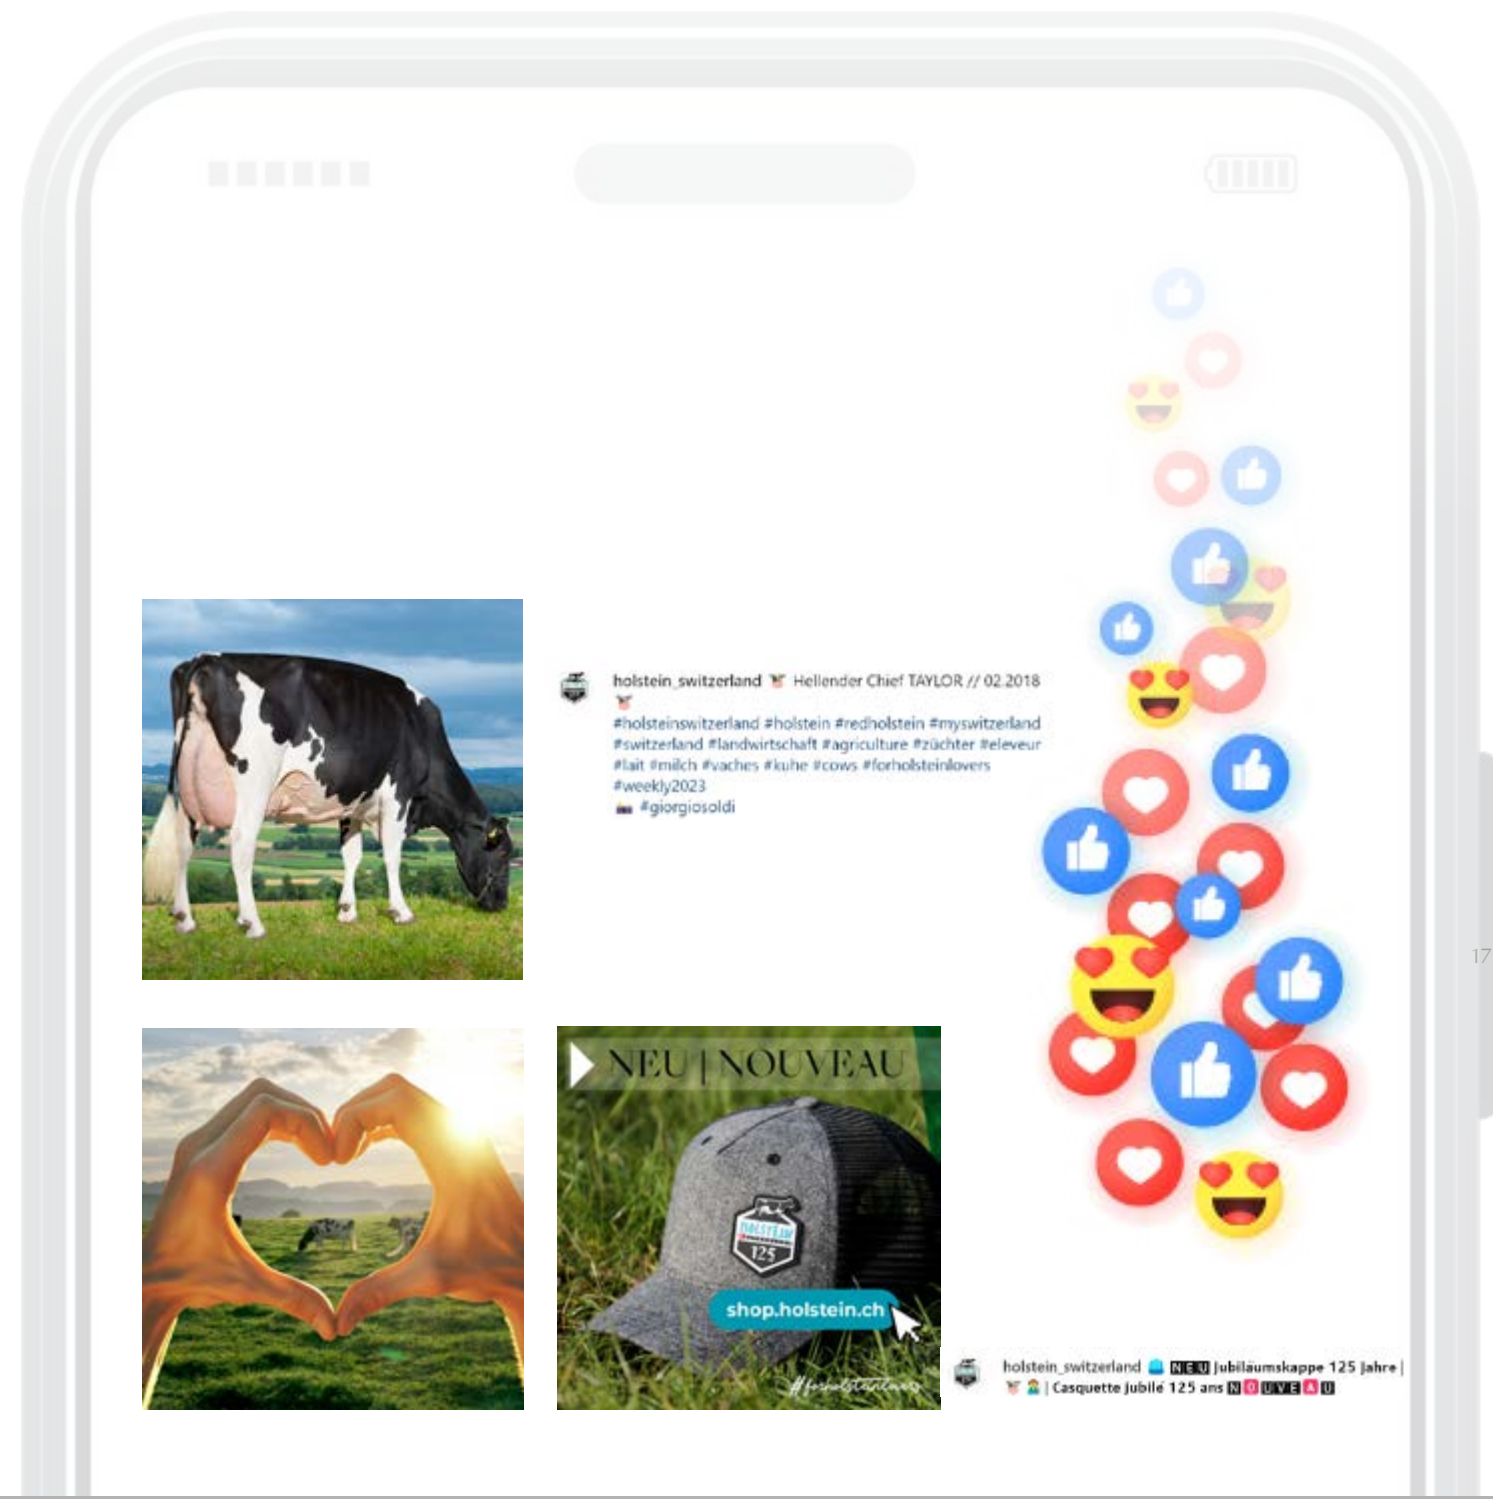 holstein_switzerland 🐮 Hellender Chief TAYLOR // 02.2018
🐮
#holsteinswitzerland #holstein #redholstein #myswitzerland
#switzerland #landwirtschaft #agriculture #züchter #eleveur
#lait #milch #vaches #kuhe #cows #forholsteinlovers
#weekly2023
📷 #giorgiosoldi
17
NEU | NOUVEAU
HOLSTEIN
125
shop.holstein.ch
#forholsteinlovers
holstein_switzerland 🧢 NEU Jubiläumskappe 125 Jahre |
🐮 | Casquette Jubilé 125 ans NOUVEAU